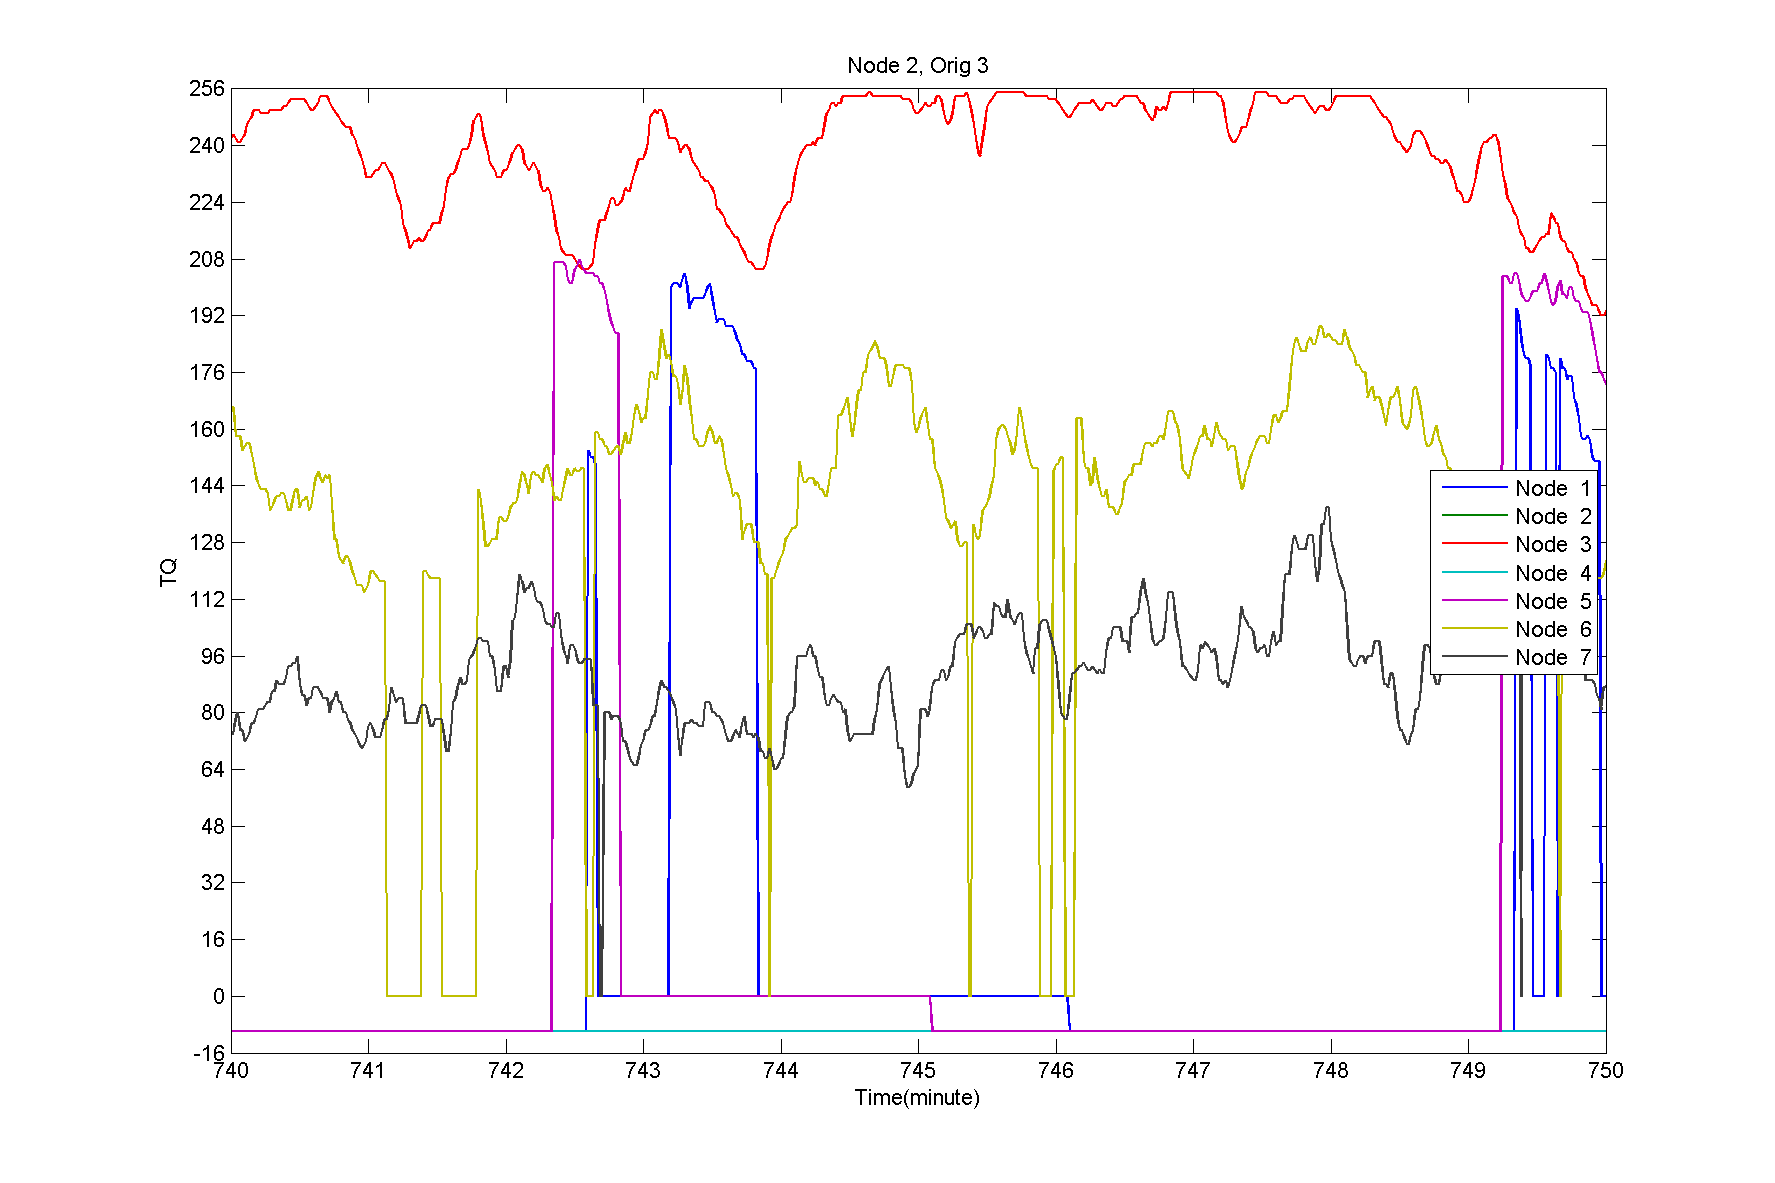 Node 2, Orig 3
256
240
224
208
192
176
160
144
128
112
96
80
64
48
32
16
0
-16
TQ
Node 1
Node 2
Node 3
Node 4
Node 5
Node 6
Node 7
740 741 742 743 744 745 746 747 748 749 750
Time(minute)